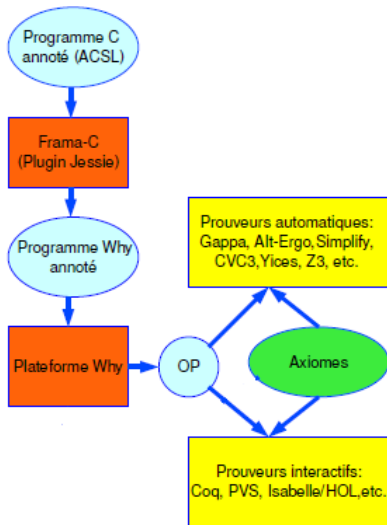 Programme C
annoté (ACSL)
Frama-C
(Plugin Jessie)
Programme Why
annoté
Plateforme Why
OP
Prouveurs automatiques:
Gappa, Alt-Ergo,Simplify,
CVC3,Yices, Z3, etc.
Axiomes
Prouveurs interactifs:
Coq, PVS, Isabelle/HOL,etc.